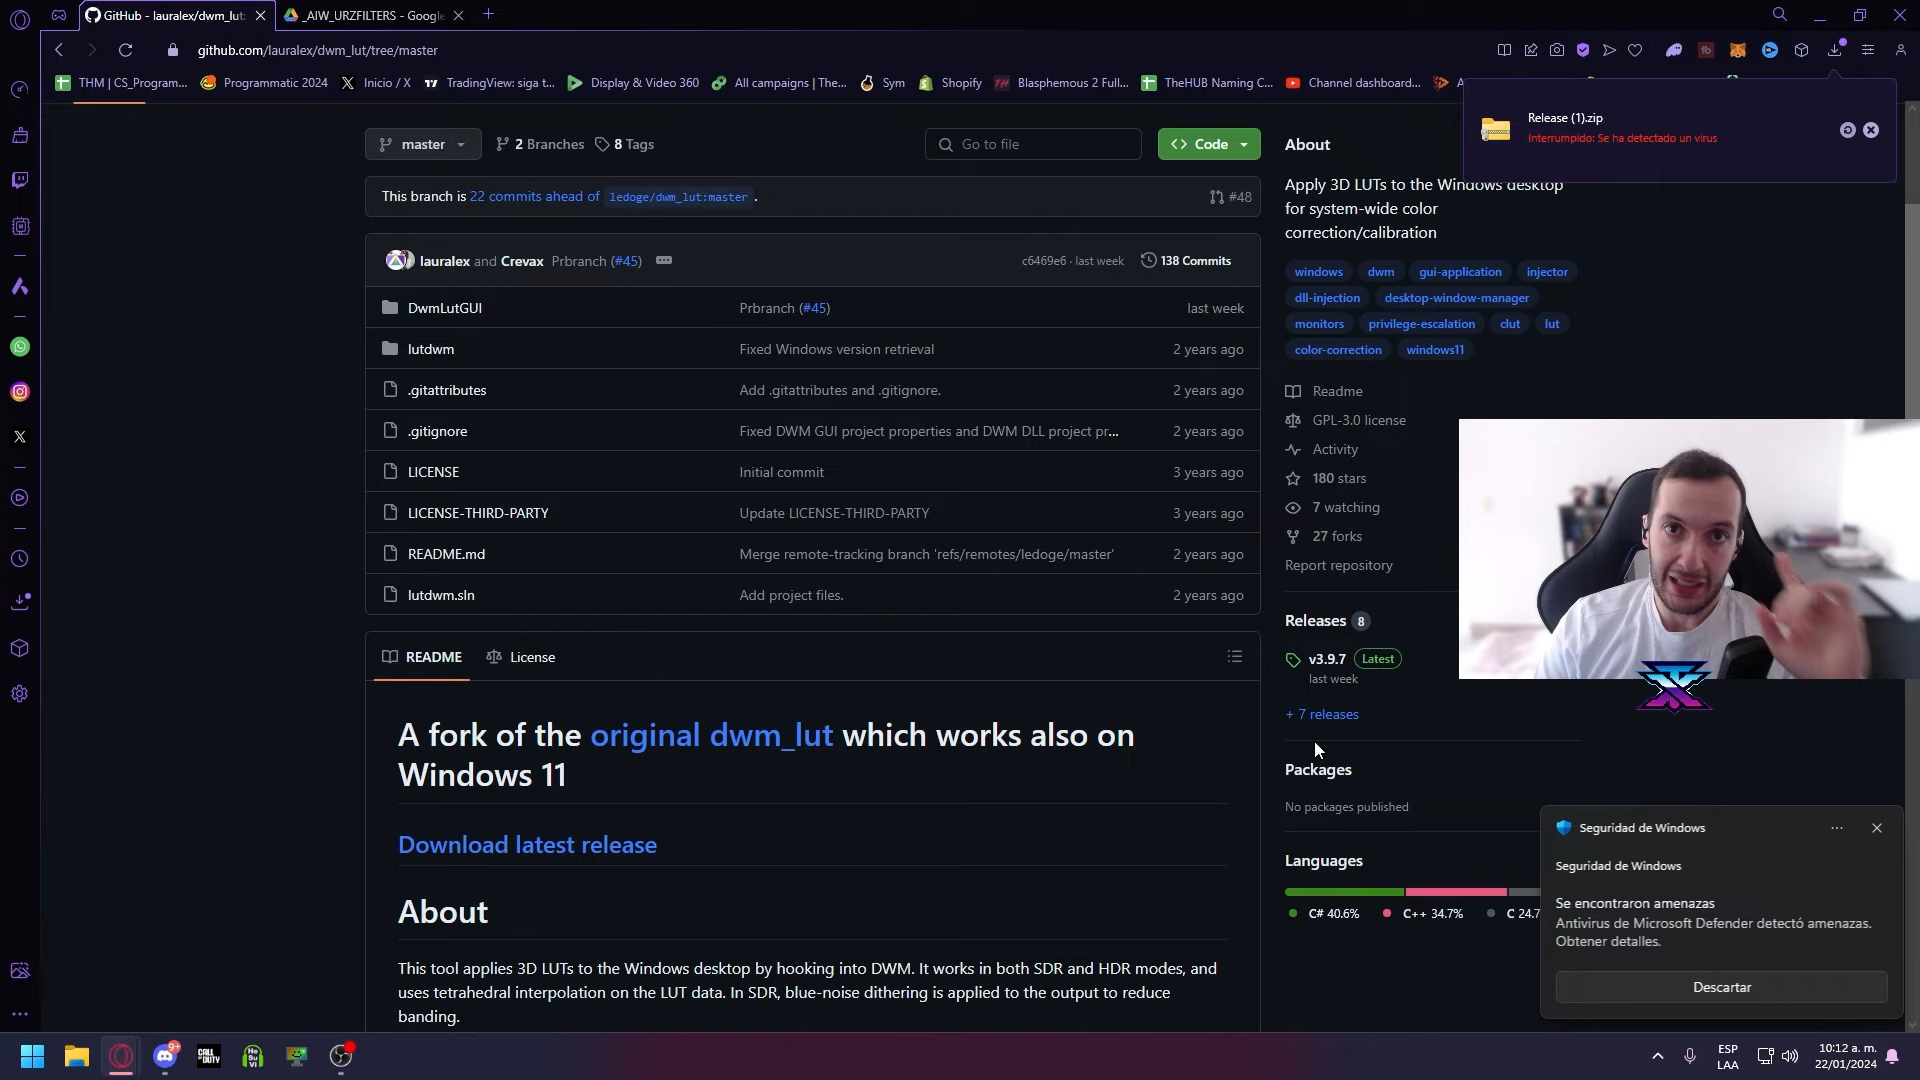 GitHub - lauralex/dwm_lut:
_AIW_URZFILTERS - Google
github.com/lauralex/dwm_lut/tree/master
THM | CS_Program...
Programmatic 2024
Inicio / X
TradingView: siga t...
Display & Video 360
All campaigns | The...
Sym
Shopify
Blasphemous 2 Full...
TheHUB Naming C...
Channel dashboard...
Release (1).zip
Interrumpido: Se ha detectado un virus
master
2 Branches
8 Tags
Go to file
Code
About
This branch is 22 commits ahead of ledoge/dwm_lut:master .
#48
Apply 3D LUTs to the Windows desktop
for system-wide color
correction/calibration
lauralex and Crevax Prbranch (#45)
c6469e6 · last week
138 Commits
windows
dwm
gui-application
injector
dll-injection
desktop-window-manager
monitors
privilege-escalation
clut
lut
color-correction
windows11
DwmLutGUI
Prbranch (#45)
last week
lutdwm
Fixed Windows version retrieval
2 years ago
.gitattributes
Add .gitattributes and .gitignore.
2 years ago
.gitignore
Fixed DWM GUI project properties and DWM DLL project pr...
2 years ago
LICENSE
Initial commit
3 years ago
LICENSE-THIRD-PARTY
Update LICENSE-THIRD-PARTY
3 years ago
README.md
Merge remote-tracking branch 'refs/remotes/ledoge/master'
2 years ago
lutdwm.sln
Add project files.
2 years ago
Readme
GPL-3.0 license
Activity
180 stars
7 watching
27 forks
Report repository
Releases 8
v3.9.7 Latest
last week
+ 7 releases
Packages
No packages published
Languages
C# 40.6%
C++ 34.7%
C 24.7
README
License
A fork of the original dwm_lut which works also on
Windows 11
Download latest release
About
This tool applies 3D LUTs to the Windows desktop by hooking into DWM. It works in both SDR and HDR modes, and
uses tetrahedral interpolation on the LUT data. In SDR, blue-noise dithering is applied to the output to reduce
banding.
Seguridad de Windows
Seguridad de Windows
Se encontraron amenazas
Antivirus de Microsoft Defender detectó amenazas.
Obtener detalles.
Descartar
9+
CALL OF DUTY
He
Su
Vi
ESP
LAA
10:12 a. m.
22/01/2024